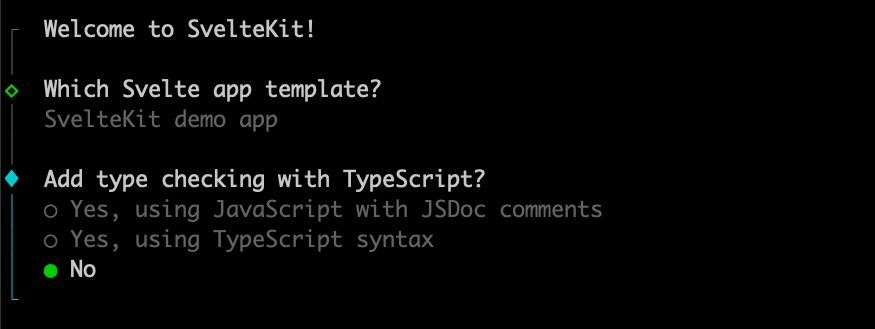 Welcome to SvelteKit!
Which Svelte app template?
SvelteKit demo app
Add type checking with TypeScript?
Yes, using JavaScript with JSDoc comments
Yes, using TypeScript syntax
No